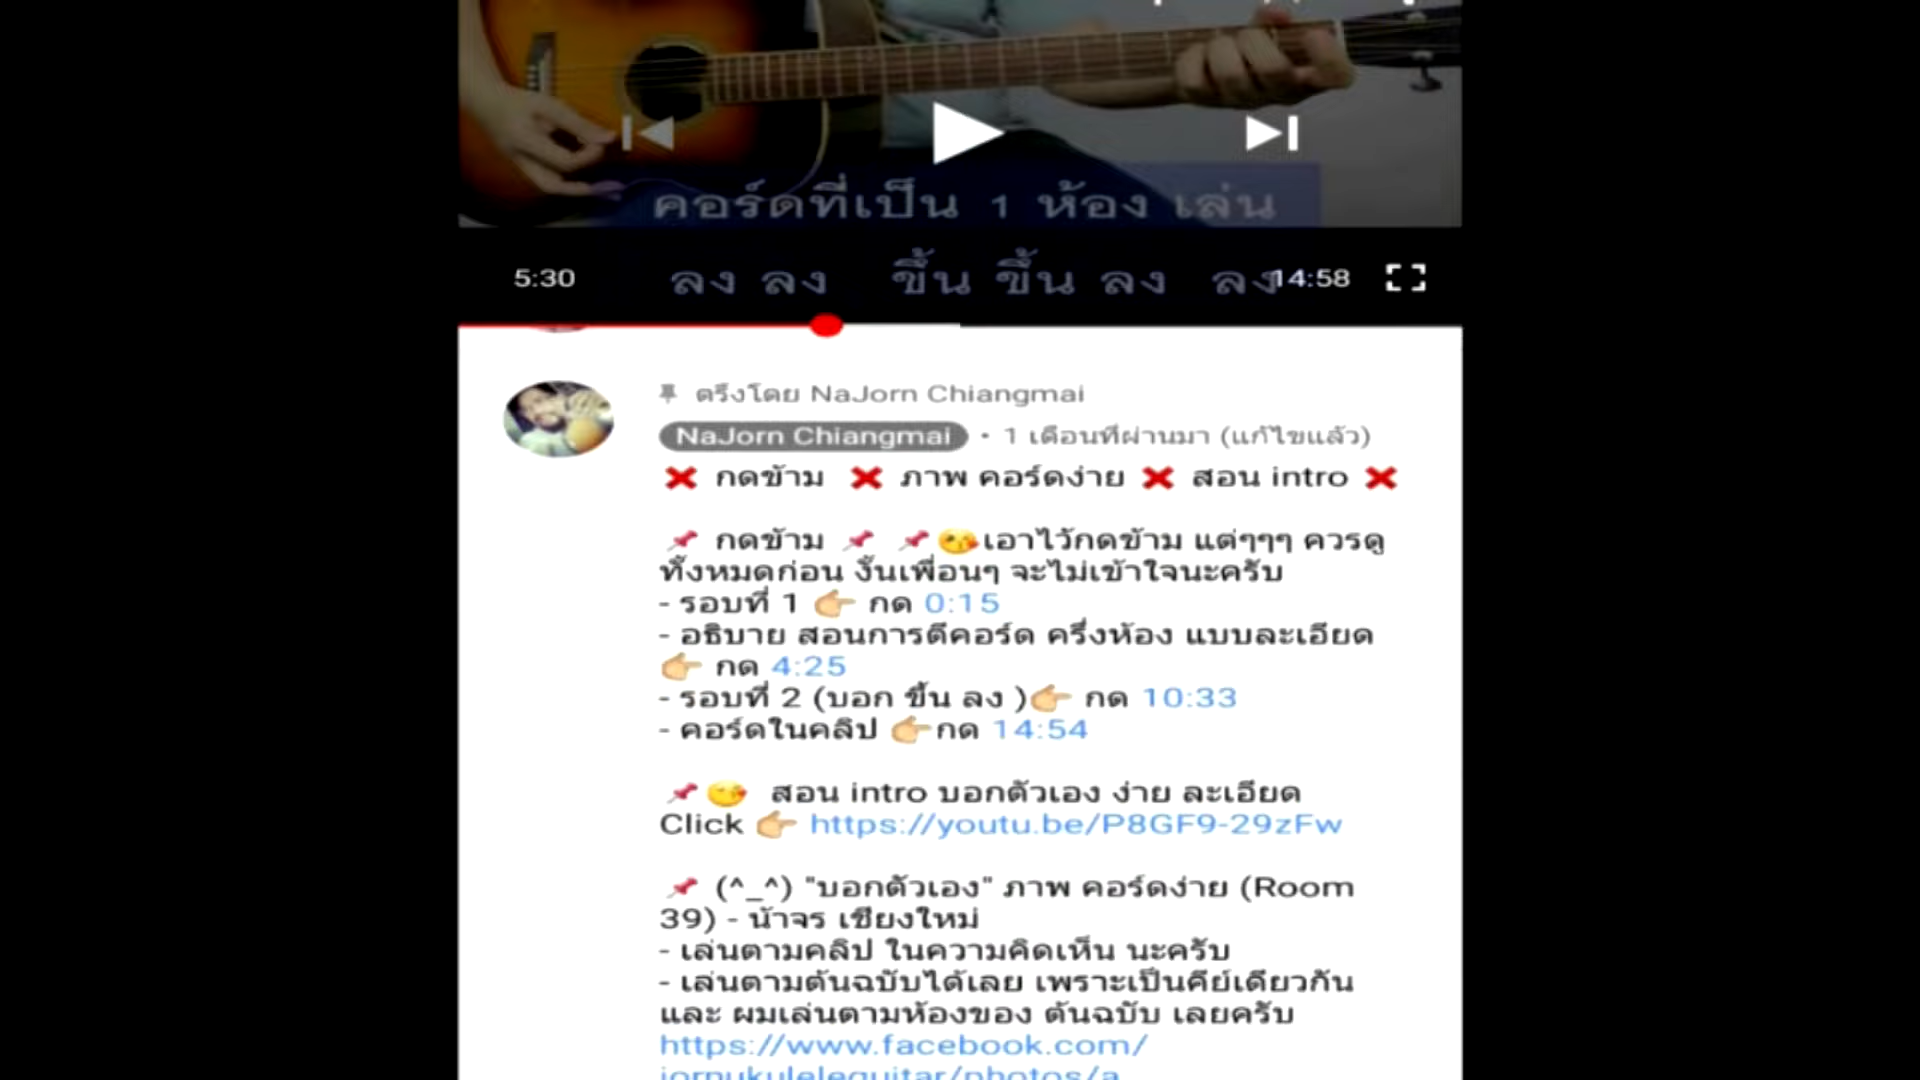 คอร์ดที่เป็น 1 ห้อง เล่น
5:30 ลง ลง ขึ้น ขึ้น ลง ลง 14:58
ตรึงโดย NaJorn Chiangmai
NaJorn Chiangmai • 1 เดือนที่ผ่านมา (แก้ไขแล้ว)
❌ กดข้าม ❌ ภาพ คอร์ดง่าย ❌ สอน intro ❌
📌 กดข้าม 📌 📌😘เอาไว้กดข้าม แต่ๆๆๆ ควรดู
ทั้งหมดก่อน งั้นเพื่อนๆ จะไม่เข้าใจนะครับ
- รอบที่ 1 👉🏼 กด 0:15
- อธิบาย สอนการตีคอร์ด ครึ่งห้อง แบบละเอียด
👉🏼 กด 4:25
- รอบที่ 2 (บอก ขึ้น ลง )👉🏼 กด 10:33
- คอร์ดในคลิป 👉🏼กด 14:54
📌😘 สอน intro บอกตัวเอง ง่าย ละเอียด
Click 👉🏼 https://youtu.be/P8GF9-29zFw
📌 (^_^) "บอกตัวเอง" ภาพ คอร์ดง่าย (Room
39) - น้าจร เชียงใหม่
- เล่นตามคลิป ในความคิดเห็น นะครับ
- เล่นตามต้นฉบับได้เลย เพราะเป็นคีย์เดียวกัน
และ ผมเล่นตามห้องของ ต้นฉบับ เลยครับ
https://www.facebook.com/
jornukuleleguitar/photos/a